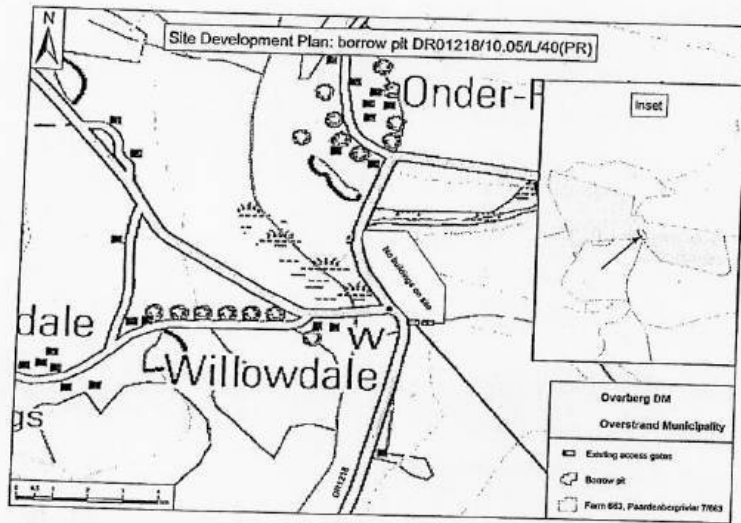 N
Site Development Plan: borrow pit DR01218/10.05/L/40(PR)
Onder-
Inset
No buildings on site
dale
W
Willowdale
gs
DR1218
Overberg DM
Overstrand Municipality
Existing access gates
Borrow pit
Farm 663, Paardenbergrivier 7/663